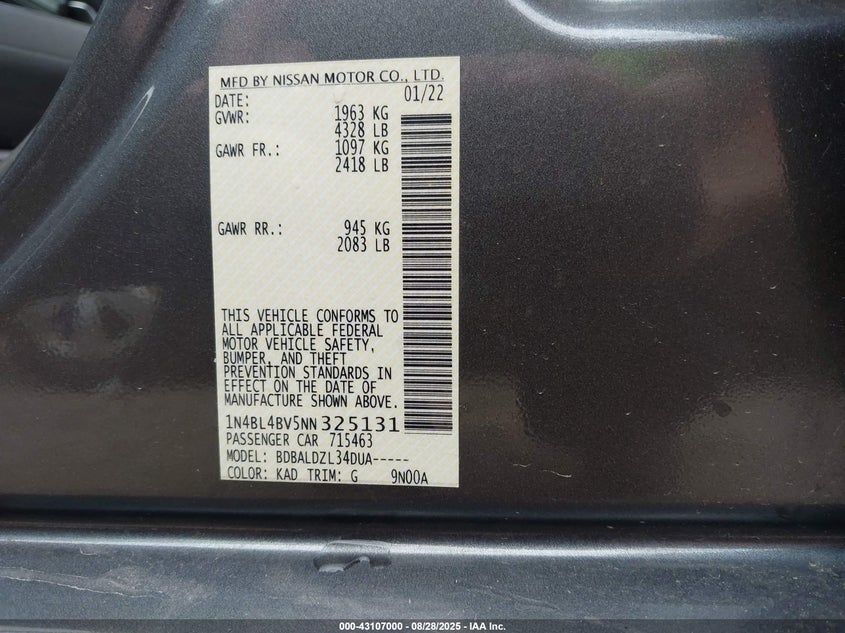 MFD BY NISSAN MOTOR CO., LTD.
DATE: 01/22
GVWR: 1963 KG
4328 LB
GAWR FR.: 1097 KG
2418 LB
GAWR RR.: 945 KG
2083 LB
THIS VEHICLE CONFORMS TO
ALL APPLICABLE FEDERAL
MOTOR VEHICLE SAFETY,
BUMPER, AND THEFT
PREVENTION STANDARDS IN
EFFECT ON THE DATE OF
MANUFACTURE SHOWN ABOVE.
1N4BL4BV5NN325131
PASSENGER CAR 715463
MODEL: BDBALDZL34DUA-----
COLOR: KAD TRIM: G 9N00A
000-43107000 - 08/28/2025 - IAA Inc.